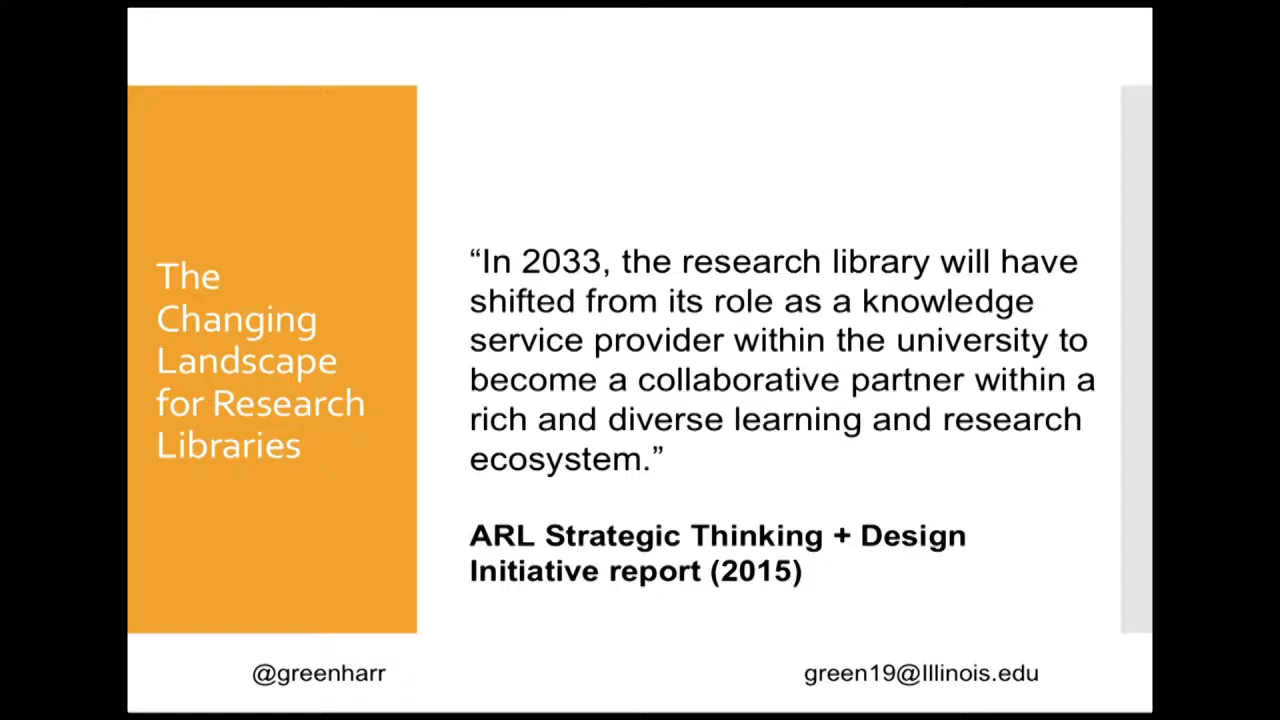 The
Changing
Landscape
for Research
Libraries
“In 2033, the research library will have
shifted from its role as a knowledge
service provider within the university to
become a collaborative partner within a
rich and diverse learning and research
ecosystem.”
ARL Strategic Thinking + Design
Initiative report (2015)
@greenharr
green19@Illinois.edu